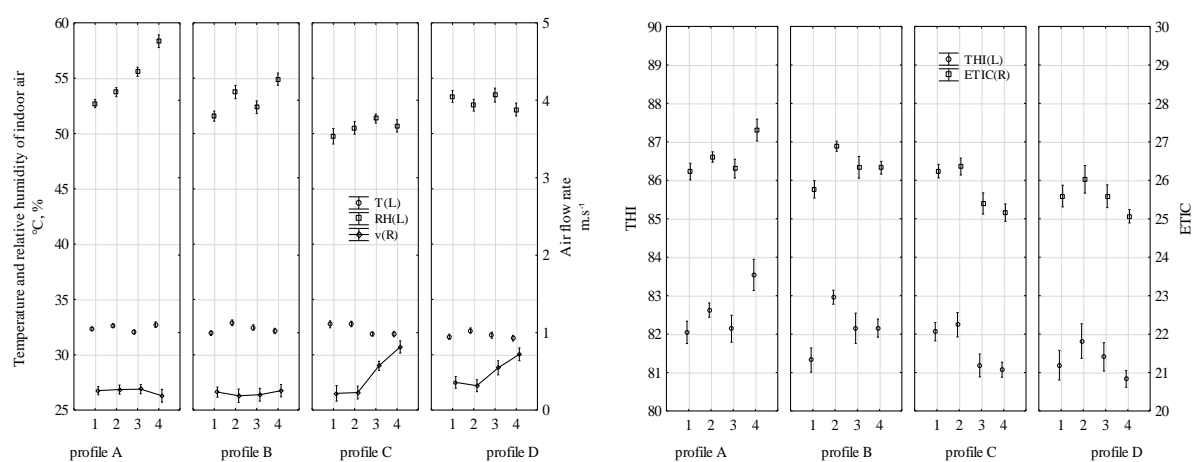 Temperature and relative humidity of indoor air
°C, %
60
55
50
45
40
35
30
25
5
4
3
2
1
0
Air flow rate
m.s⁻¹
T(L)
RH(L)
v(R)
1 2 3 4
1 2 3 4
1 2 3 4
1 2 3 4
profile A
profile B
profile C
profile D
THI
90
89
88
87
86
85
84
83
82
81
80
30
29
28
27
26
25
24
23
22
21
20
ETIC
THI(L)
ETIC(R)
1 2 3 4
1 2 3 4
1 2 3 4
1 2 3 4
profile A
profile B
profile C
profile D